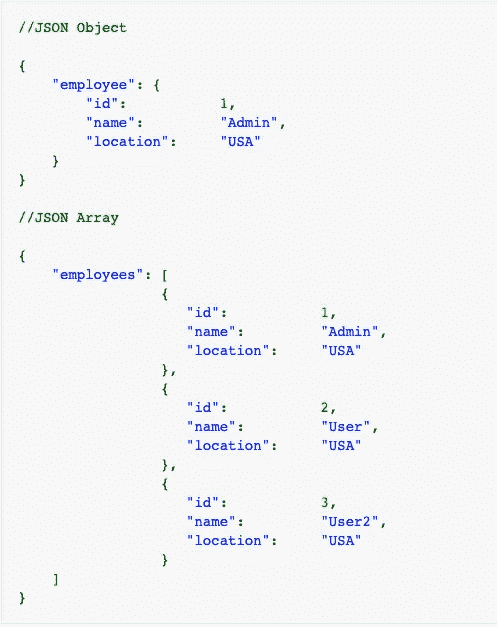 //JSON Object
{
"employee": {
"id": 1,
"name": "Admin",
"location": "USA"
}
}
//JSON Array
{
"employees": [
{
"id": 1,
"name": "Admin",
"location": "USA"
},
{
"id": 2,
"name": "User",
"location": "USA"
},
{
"id": 3,
"name": "User2",
"location": "USA"
}
]
}